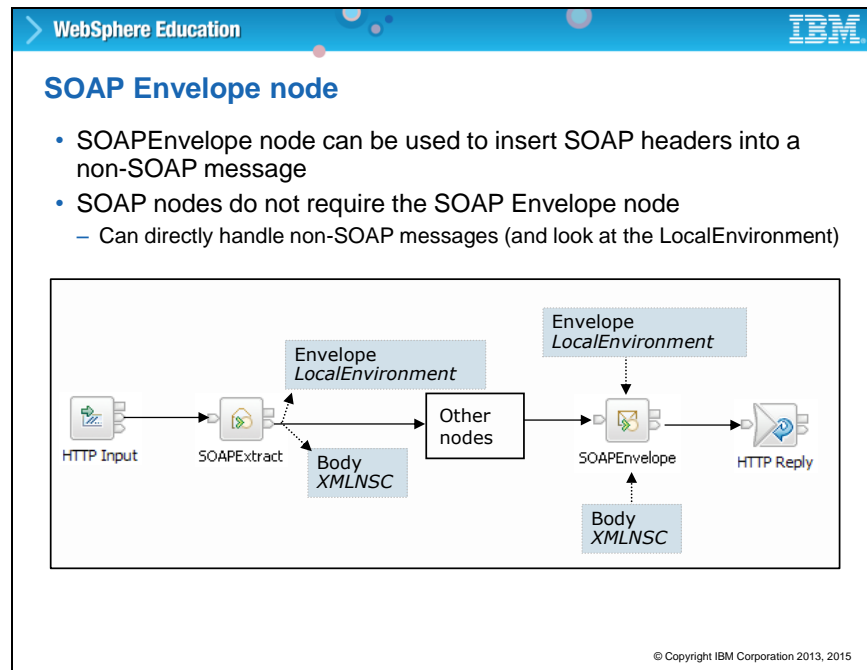 WebSphere Education
IBM
SOAP Envelope node
• SOAPEnvelope node can be used to insert SOAP headers into a
non-SOAP message
• SOAP nodes do not require the SOAP Envelope node
– Can directly handle non-SOAP messages (and look at the LocalEnvironment)
Envelope
LocalEnvironment
Envelope
LocalEnvironment
HTTP Input
SOAPExtract
Other
nodes
SOAPEnvelope
HTTP Reply
Body
XMLNSC
Body
XMLNSC
© Copyright IBM Corporation 2013, 2015